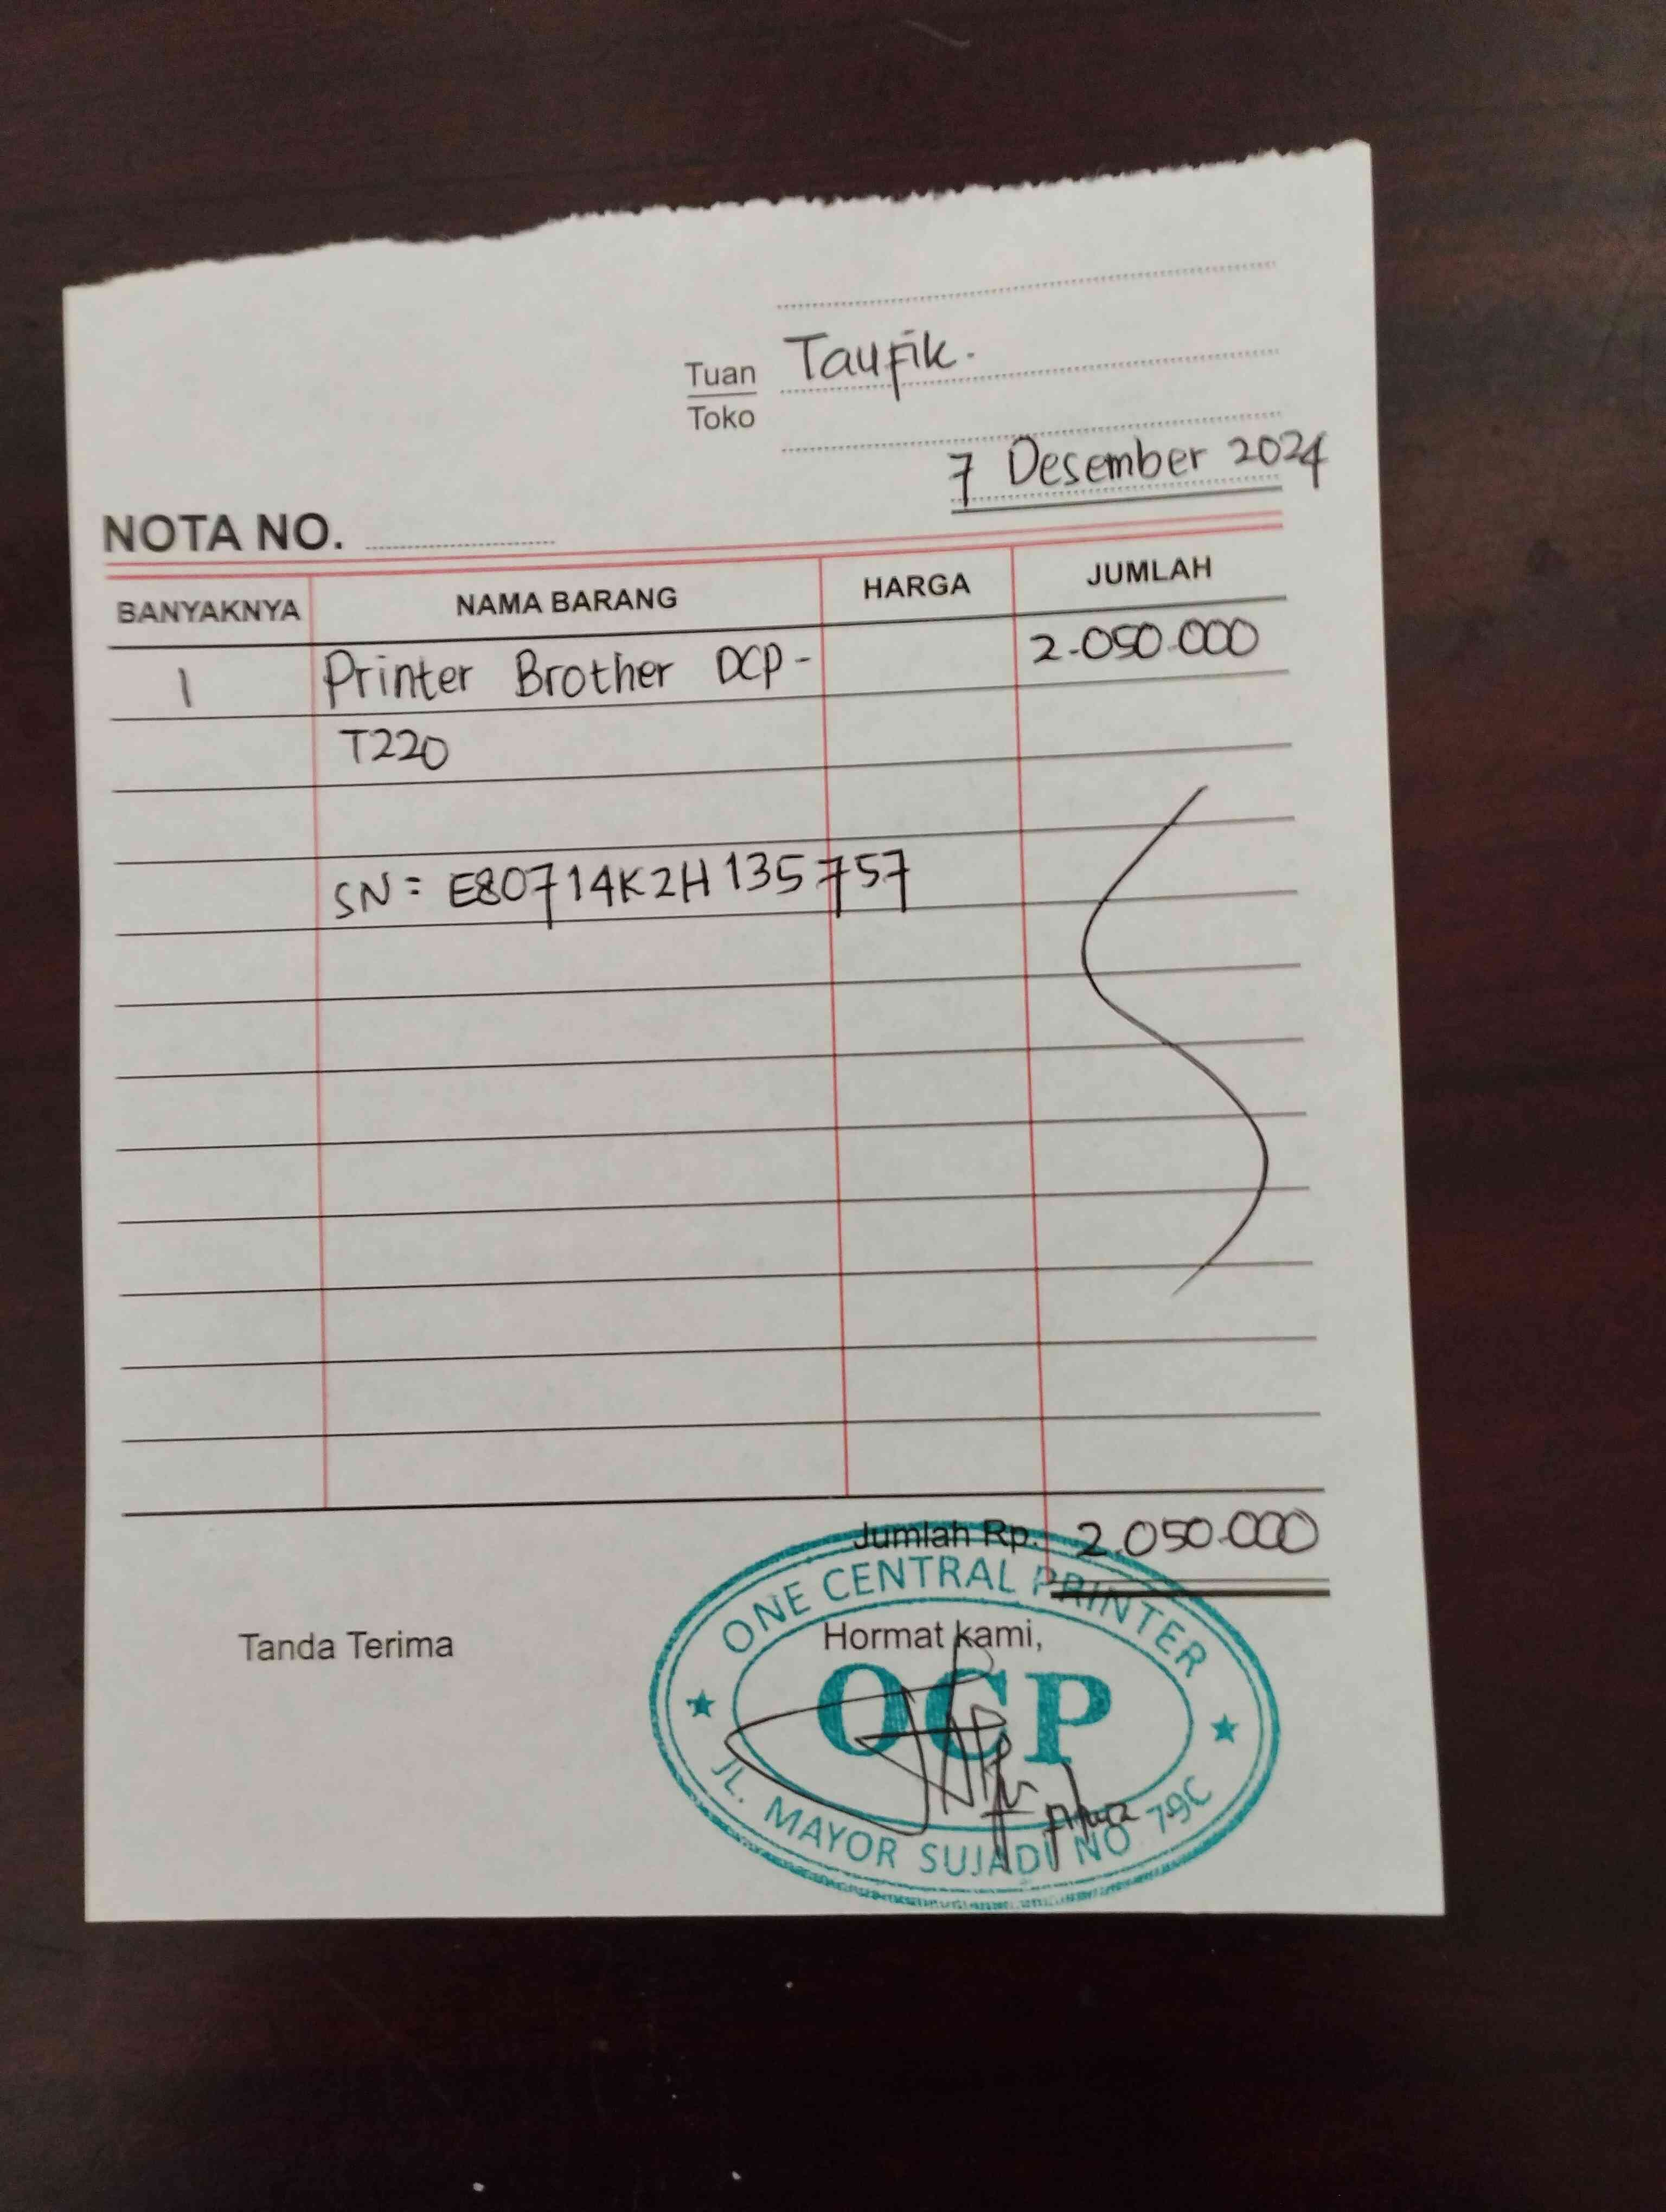 Tuan Taufik.
Toko
7 Desember 2024
NOTA NO.
BANYAKNYA NAMA BARANG HARGA JUMLAH
1 Printer Brother DCP- 2.050.000
T220
SN = E80714K2H135757
Jumlah Rp. 2.050.000
Tanda Terima Hormat kami,
ONE CENTRAL PRINTER
OCP
JL. MAYOR SUJADI NO 79C